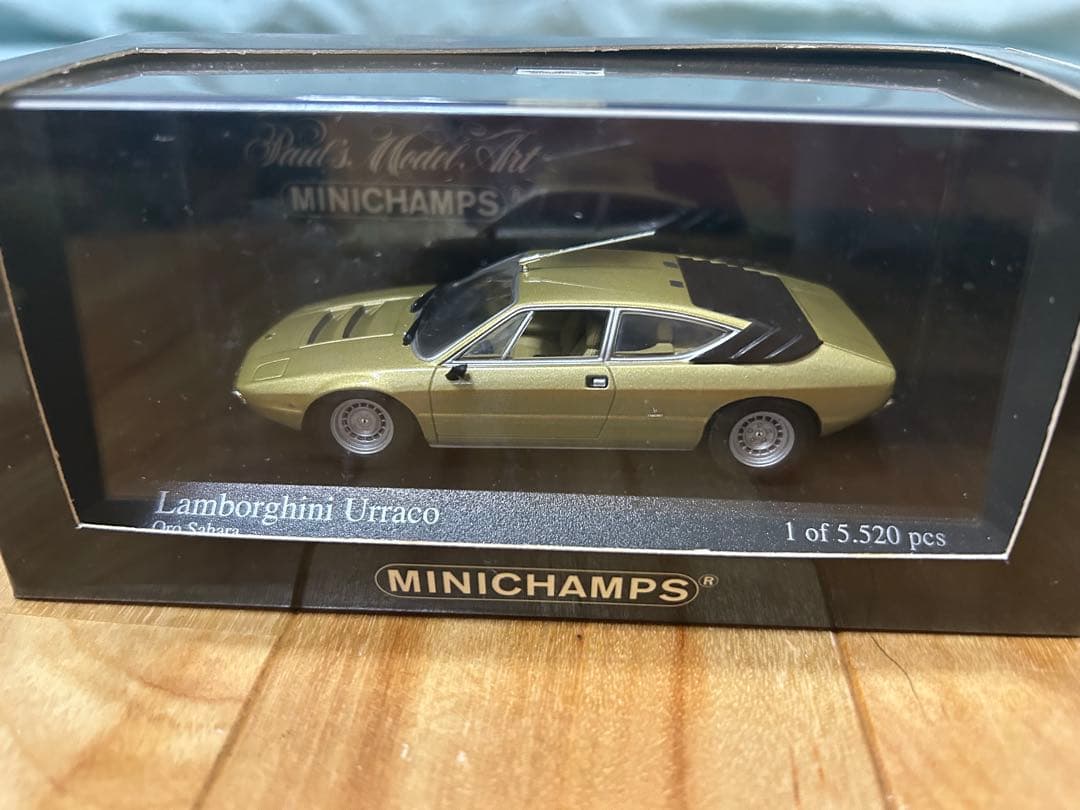 Paul's Model Art
MINICHAMPS
Lamborghini Urraco
Oro Sahara
1 of 5.520 pcs
MINICHAMPS®